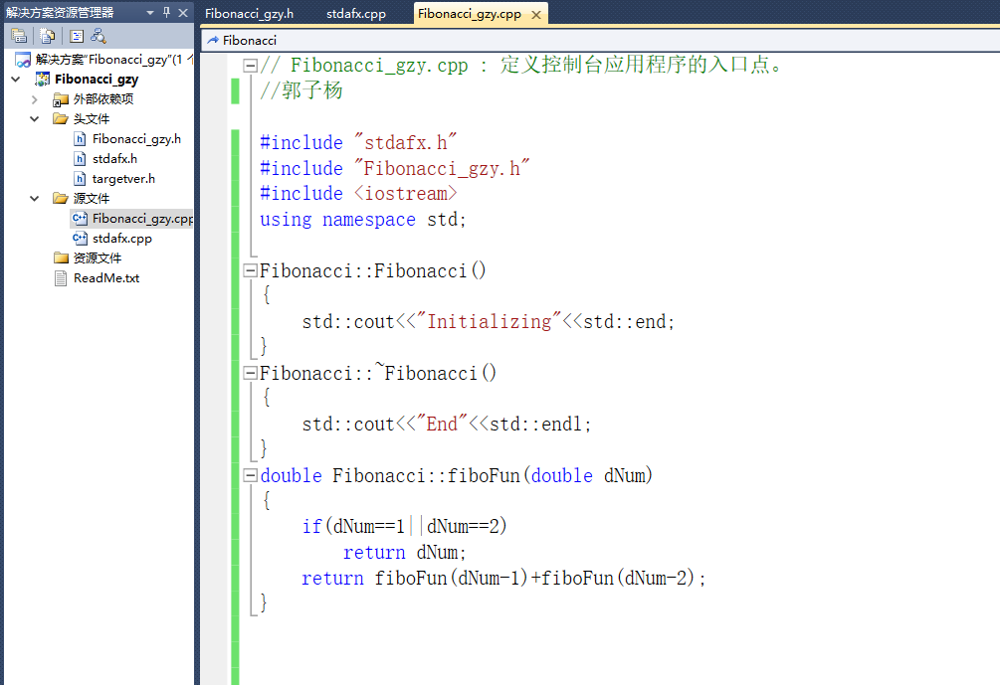 解决方案资源管理器
解决方案"Fibonacci_gzy"(1 个
Fibonacci_gzy
外部依赖项
头文件
Fibonacci_gzy.h
stdafx.h
targetver.h
源文件
Fibonacci_gzy.cpp
stdafx.cpp
资源文件
ReadMe.txt
Fibonacci_gzy.h stdafx.cpp Fibonacci_gzy.cpp
Fibonacci
// Fibonacci_gzy.cpp : 定义控制台应用程序的入口点。
//郭子杨
#include "stdafx.h"
#include "Fibonacci_gzy.h"
#include <iostream>
using namespace std;
Fibonacci::Fibonacci()
{
std::cout<<"Initializing"<<std::end;
}
Fibonacci::~Fibonacci()
{
std::cout<<"End"<<std::endl;
}
double Fibonacci::fiboFun(double dNum)
{
if(dNum==1||dNum==2)
return dNum;
return fiboFun(dNum-1)+fiboFun(dNum-2);
}